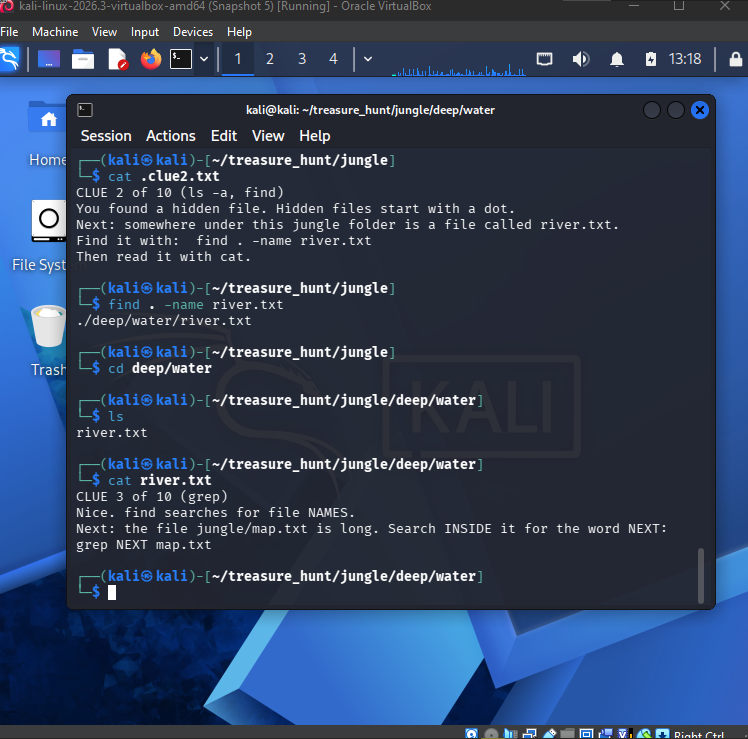 kali-linux-2026.3-virtualbox-amd64 (Snapshot 5) [Running] - Oracle VirtualBox
File Machine View Input Devices Help
1 2 3 4 13:18
Home
File Syst
Trash
kali@kali: ~/treasure_hunt/jungle/deep/water
Session Actions Edit View Help
┌──(kali㉿kali)-[~/treasure_hunt/jungle]
└─$ cat .clue2.txt
CLUE 2 of 10 (ls -a, find)
You found a hidden file. Hidden files start with a dot.
Next: somewhere under this jungle folder is a file called river.txt.
Find it with:  find . -name river.txt
Then read it with cat.
┌──(kali㉿kali)-[~/treasure_hunt/jungle]
└─$ find . -name river.txt
./deep/water/river.txt
┌──(kali㉿kali)-[~/treasure_hunt/jungle]
└─$ cd deep/water
┌──(kali㉿kali)-[~/treasure_hunt/jungle/deep/water]
└─$ ls
river.txt
┌──(kali㉿kali)-[~/treasure_hunt/jungle/deep/water]
└─$ cat river.txt
CLUE 3 of 10 (grep)
Nice. find searches for file NAMES.
Next: the file jungle/map.txt is long. Search INSIDE it for the word NEXT:
grep NEXT map.txt
┌──(kali㉿kali)-[~/treasure_hunt/jungle/deep/water]
└─$
KALI
Right Ctrl